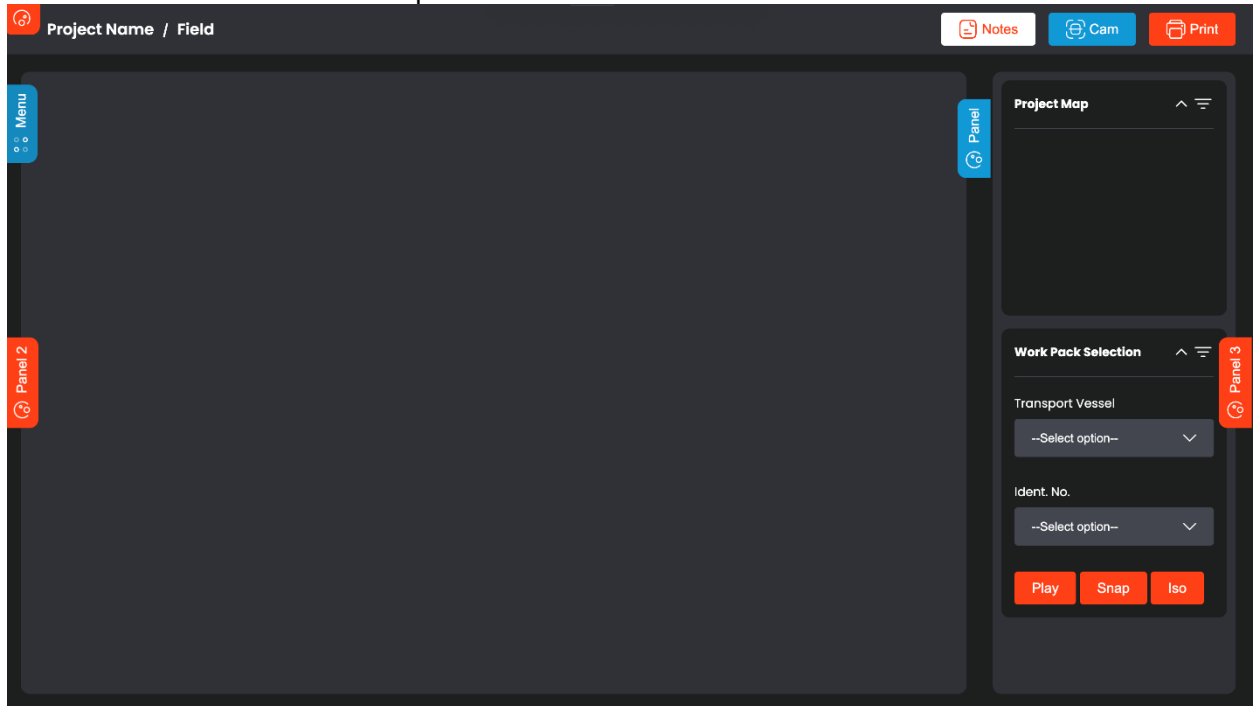 Project Name / Field
Notes
Cam
Print
Menu
Panel
Project Map
Panel 2
Work Pack Selection
Panel 3
Transport Vessel
--Select option--
Ident. No.
--Select option--
Play
Snap
Iso